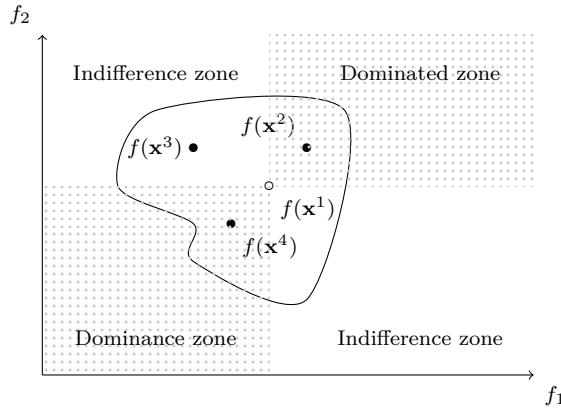 f₂
Indifference zone
Dominated zone
f(𝐱²)
f(𝐱³)
f(𝐱¹)
f(𝐱⁴)
Dominance zone
Indifference zone
f₁